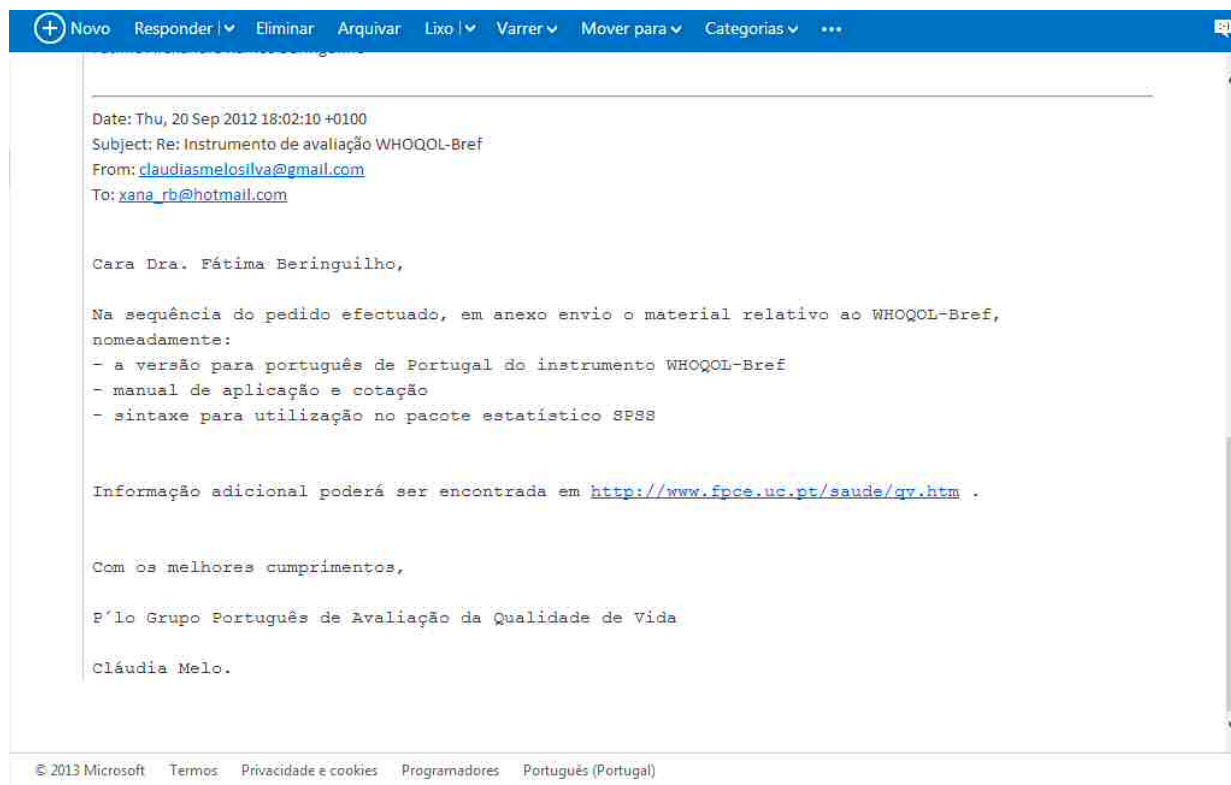 Novo Responder Eliminar Arquivar Lixo Varrer Mover para Categorias
Date: Thu, 20 Sep 2012 18:02:10 +0100
Subject: Re: Instrumento de avaliação WHOQOL-Bref
From: claudiasmelosilva@gmail.com
To: xana_rb@hotmail.com
Cara Dra. Fátima Beringuilho,
Na sequência do pedido efectuado, em anexo envio o material relativo ao WHOQOL-Bref,
nomeadamente:
- a versão para português de Portugal do instrumento WHOQOL-Bref
- manual de aplicação e cotação
- sintaxe para utilização no pacote estatístico SPSS
Informação adicional poderá ser encontrada em http://www.fpce.uc.pt/saude/qv.htm .
Com os melhores cumprimentos,
P´lo Grupo Português de Avaliação da Qualidade de Vida
Cláudia Melo.
© 2013 Microsoft Termos Privacidade e cookies Programadores Português (Portugal)